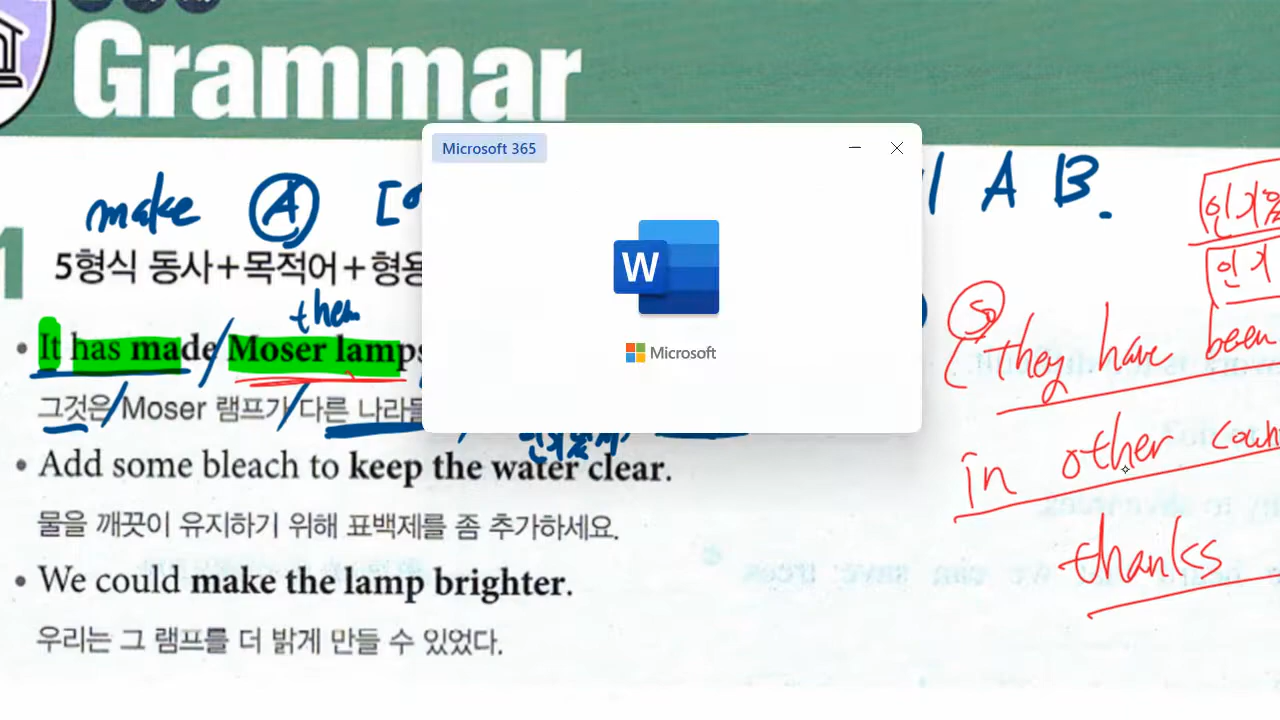 Grammar
Microsoft 365
make A
A B.
1
5형식 동사+목적어+형용
them
• It has made Moser lamps
they have been
그것은 Moser 램프가 다른 나라들
in other
• Add some bleach to keep the water clear.
물을 깨끗이 유지하기 위해 표백제를 좀 추가하세요.
thanks
• We could make the lamp brighter.
우리는 그 램프를 더 밝게 만들 수 있었다.
W
Microsoft